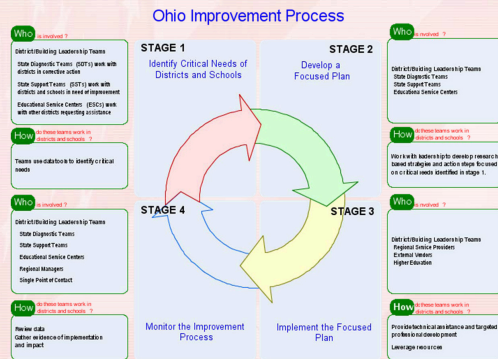 Ohio Improvement Process
Who is involved ?
District/Building Leadership Teams
State Diagnostic Teams (SDTs) work with
districts in corrective action
State Support Teams (SSTs) work with
districts and schools in need of improvement
Educational Service Centers (ESCs) work
with other districts requesting assistance
How do these teams work in
districts and schools ?
Teams use data tools to identify critical
needs
STAGE 1
Identify Critical Needs of
Districts and Schools
STAGE 2
Develop a
Focused Plan
Who is involved ?
District/Building Leadership Teams
State Diagnostic Teams
State Support Teams
Educationa Service Centers
How do these teams work in
districts and schools ?
Work with leadership to develop research
based strategies and action steps focused
on critical needs identified in stage 1.
Who is involved ?
District/Building Leadership Teams
State Diagnostic Teams
State Support Teams
Educational Service Centers
Regional Managers
Single Point of Contact
How do these teams work in
districts and schools ?
Review data
Gather evidence of implementation
and impact
STAGE 4
Monitor the Improvement
Process
STAGE 3
Implement the Focused
Plan
Who is involved ?
District/Building Leadership Teams
Regional Service Providers
External Vendors
Higher Education
How do these teams work in
districts and schools ?
Provide technical assistance and targeted
professional development
Leverage resources